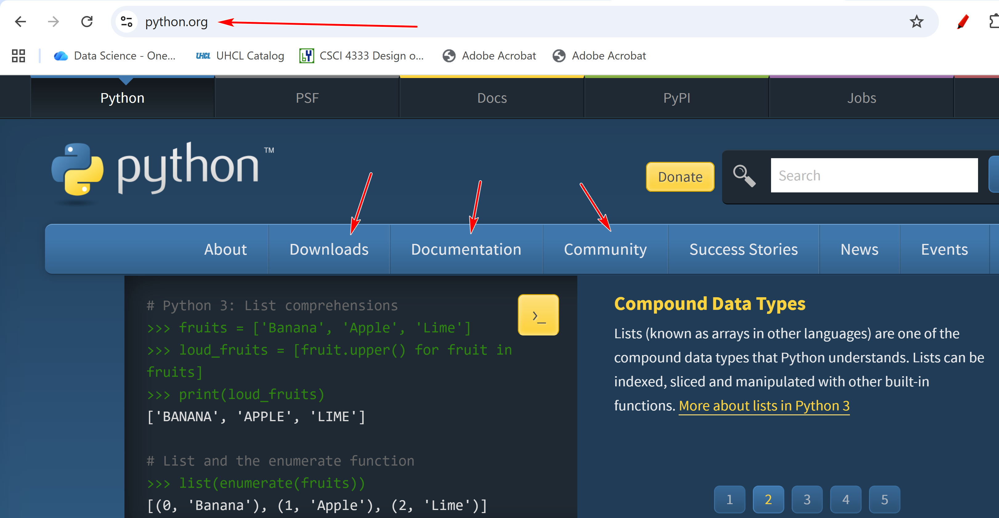 python.org
Data Science - One...
UHCL UHCL Catalog
CSCI 4333 Design o...
Adobe Acrobat
Adobe Acrobat
Python
PSF
Docs
PyPI
Jobs
python™
Donate
Search
About
Downloads
Documentation
Community
Success Stories
News
Events
# Python 3: List comprehensions
>>> fruits = ['Banana', 'Apple', 'Lime']
>>> loud_fruits = [fruit.upper() for fruit in
fruits]
>>> print(loud_fruits)
['BANANA', 'APPLE', 'LIME']
# List and the enumerate function
>>> list(enumerate(fruits))
[(0, 'Banana'), (1, 'Apple'), (2, 'Lime')]
>_
Compound Data Types
Lists (known as arrays in other languages) are one of the
compound data types that Python understands. Lists can be
indexed, sliced and manipulated with other built-in
functions. More about lists in Python 3
1 2 3 4 5